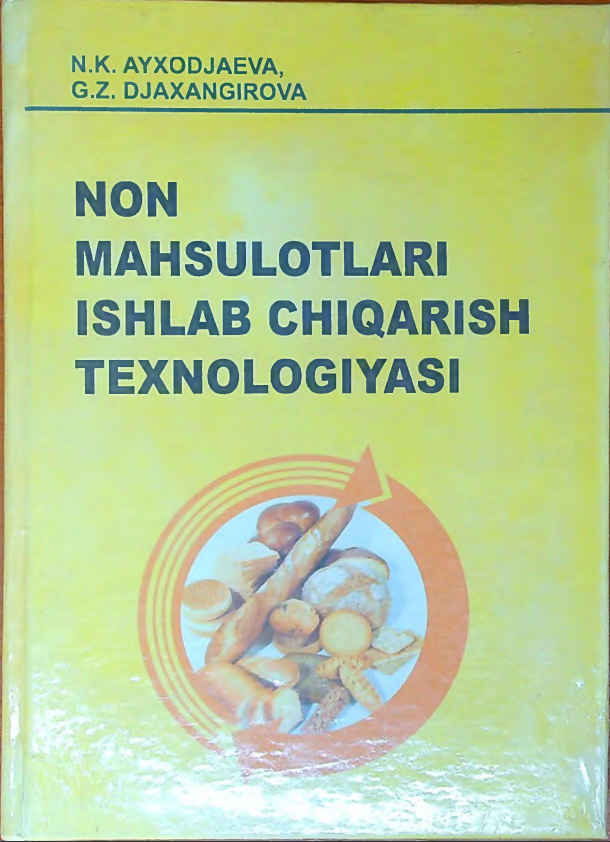 N.K. AYXODJAEVA,
G.Z. DJAXANGIROVA
NON
MAHSULOTLARI
ISHLAB CHIQARISH
TEXNOLOGIYASI